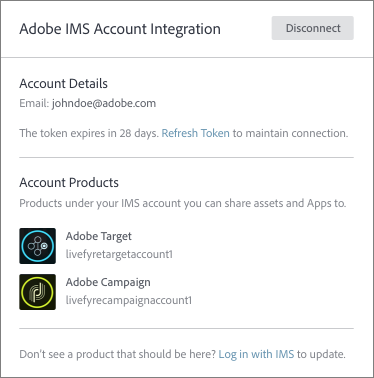 Adobe IMS Account Integration
Disconnect
Account Details
Email: johndoe@adobe.com
The token expires in 28 days. Refresh Token to maintain connection.
Account Products
Products under your IMS account you can share assets and Apps to.
Adobe Target
livefyretargetaccount1
Adobe Campaign
livefyrecampaignaccount1
Don't see a product that should be here? Log in with IMS to update.